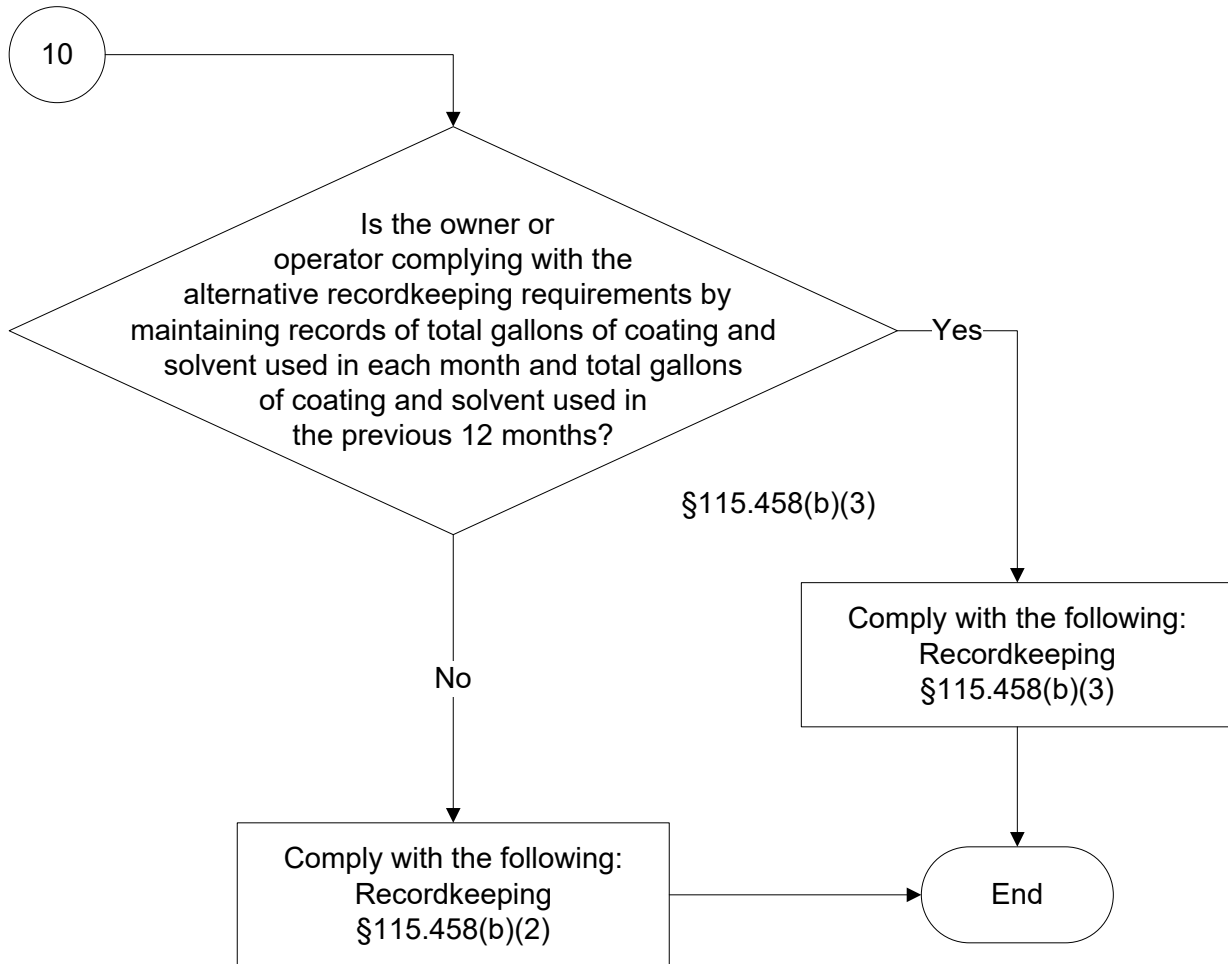 10
Is the owner or
operator complying with the
alternative recordkeeping requirements by
maintaining records of total gallons of coating and
solvent used in each month and total gallons
of coating and solvent used in
the previous 12 months?
Yes
§115.458(b)(3)
Comply with the following:
Recordkeeping
§115.458(b)(3)
No
Comply with the following:
Recordkeeping
§115.458(b)(2)
End